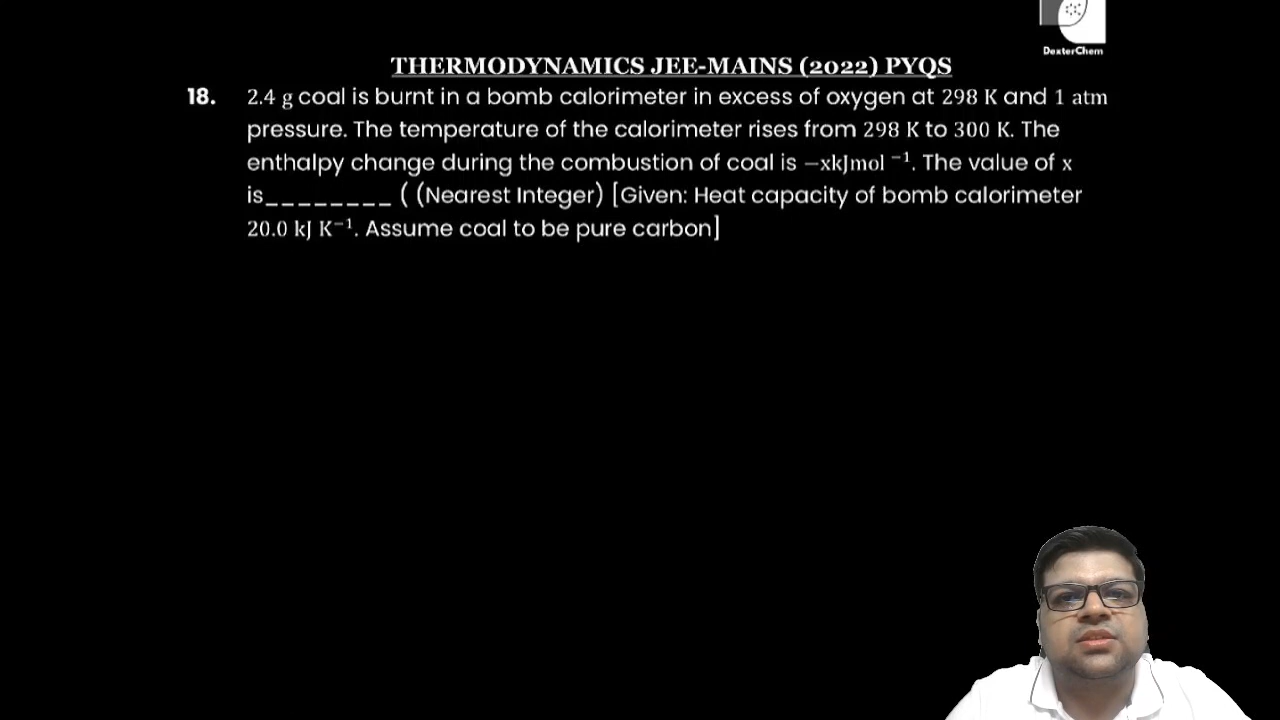 DexterChem
THERMODYNAMICS JEE-MAINS (2022) PYQS
18. 2.4 g coal is burnt in a bomb calorimeter in excess of oxygen at 298 K and 1 atm
pressure. The temperature of the calorimeter rises from 298 K to 300 K. The
enthalpy change during the combustion of coal is −xkJmol ⁻¹. The value of x
is________ ( (Nearest Integer) [Given: Heat capacity of bomb calorimeter
20.0 kJ K⁻¹. Assume coal to be pure carbon]